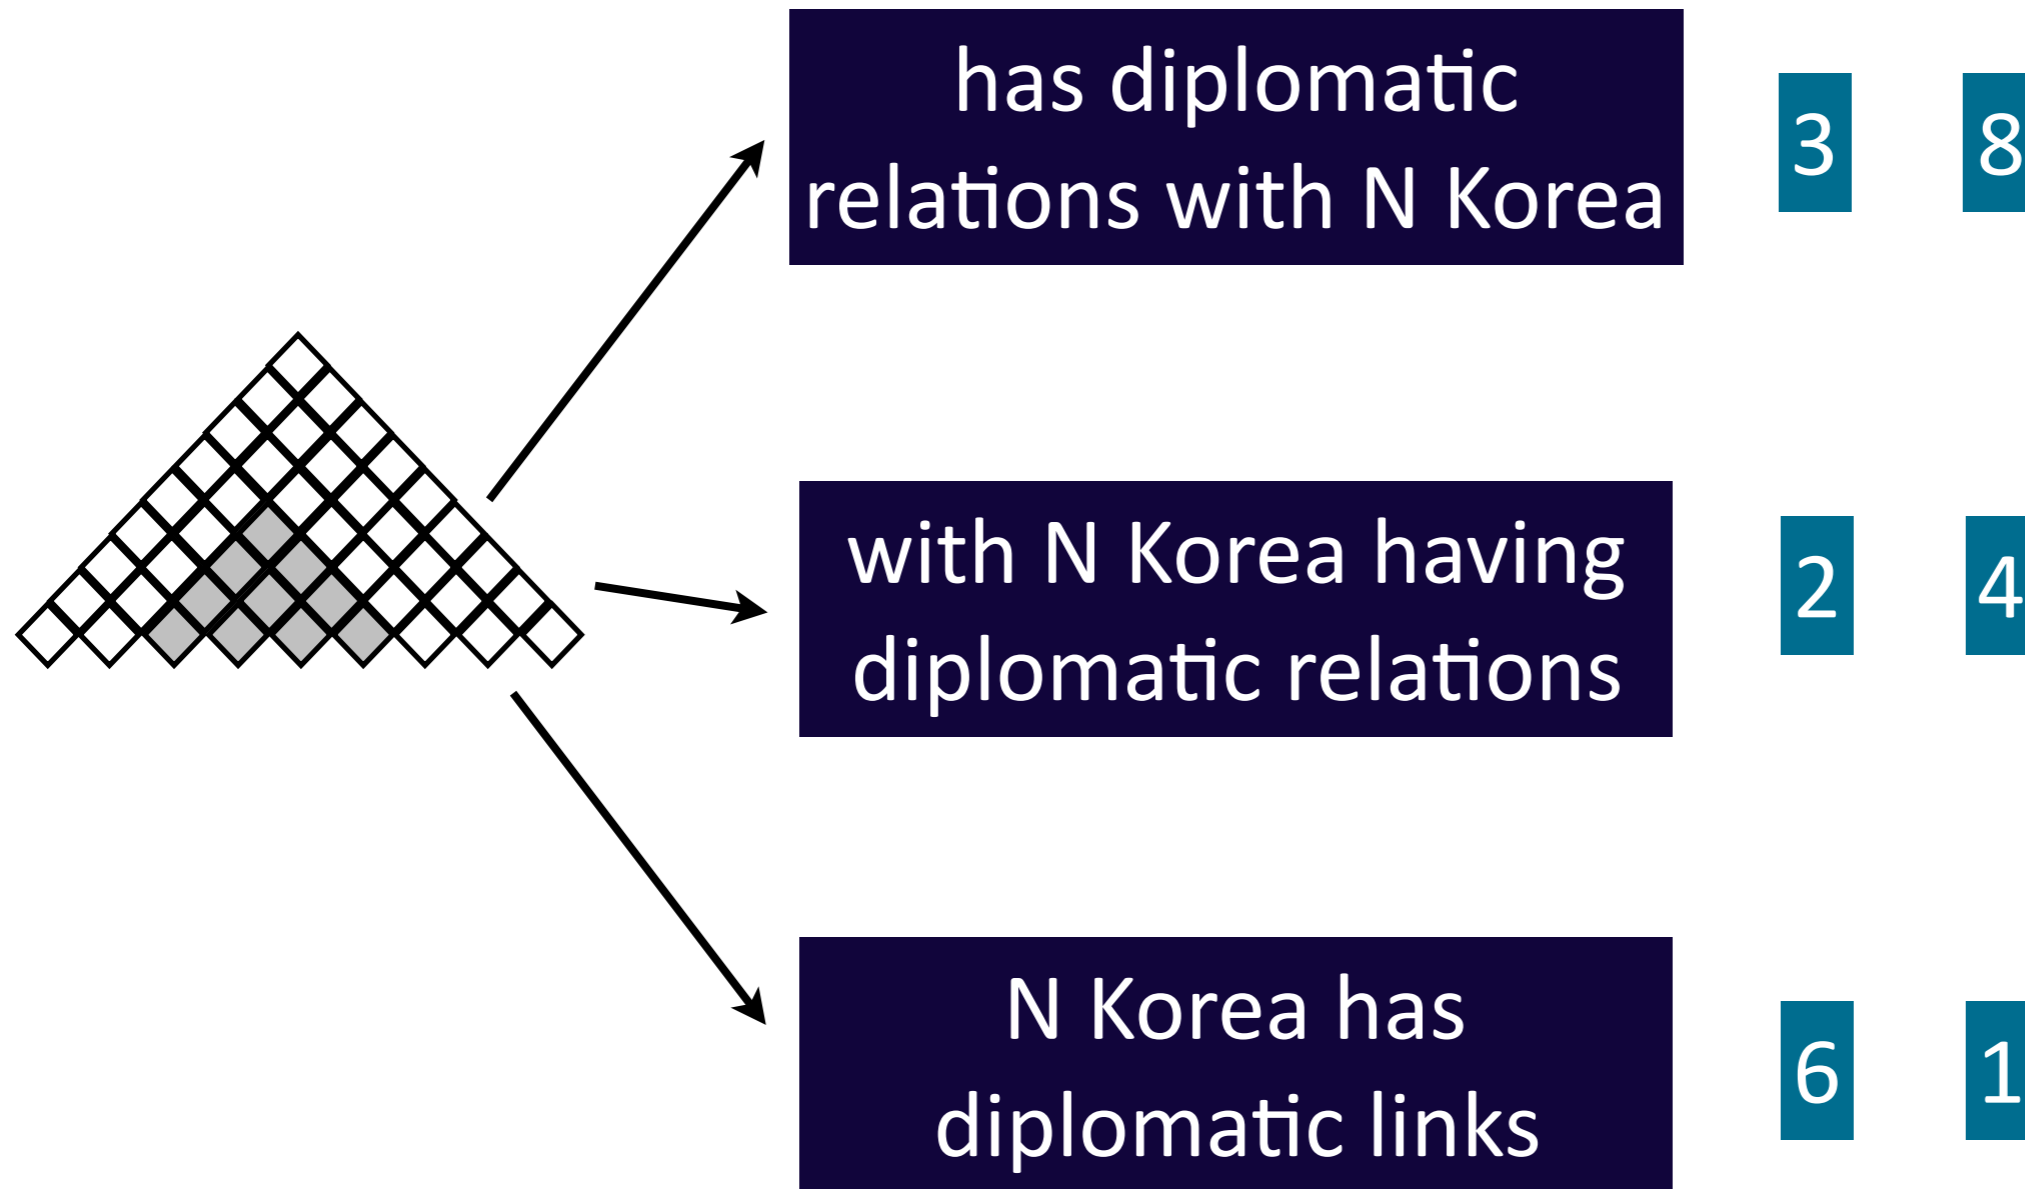 has diplomatic
relations with N Korea
3 8
with N Korea having
diplomatic relations
2 4
N Korea has
diplomatic links
6 1